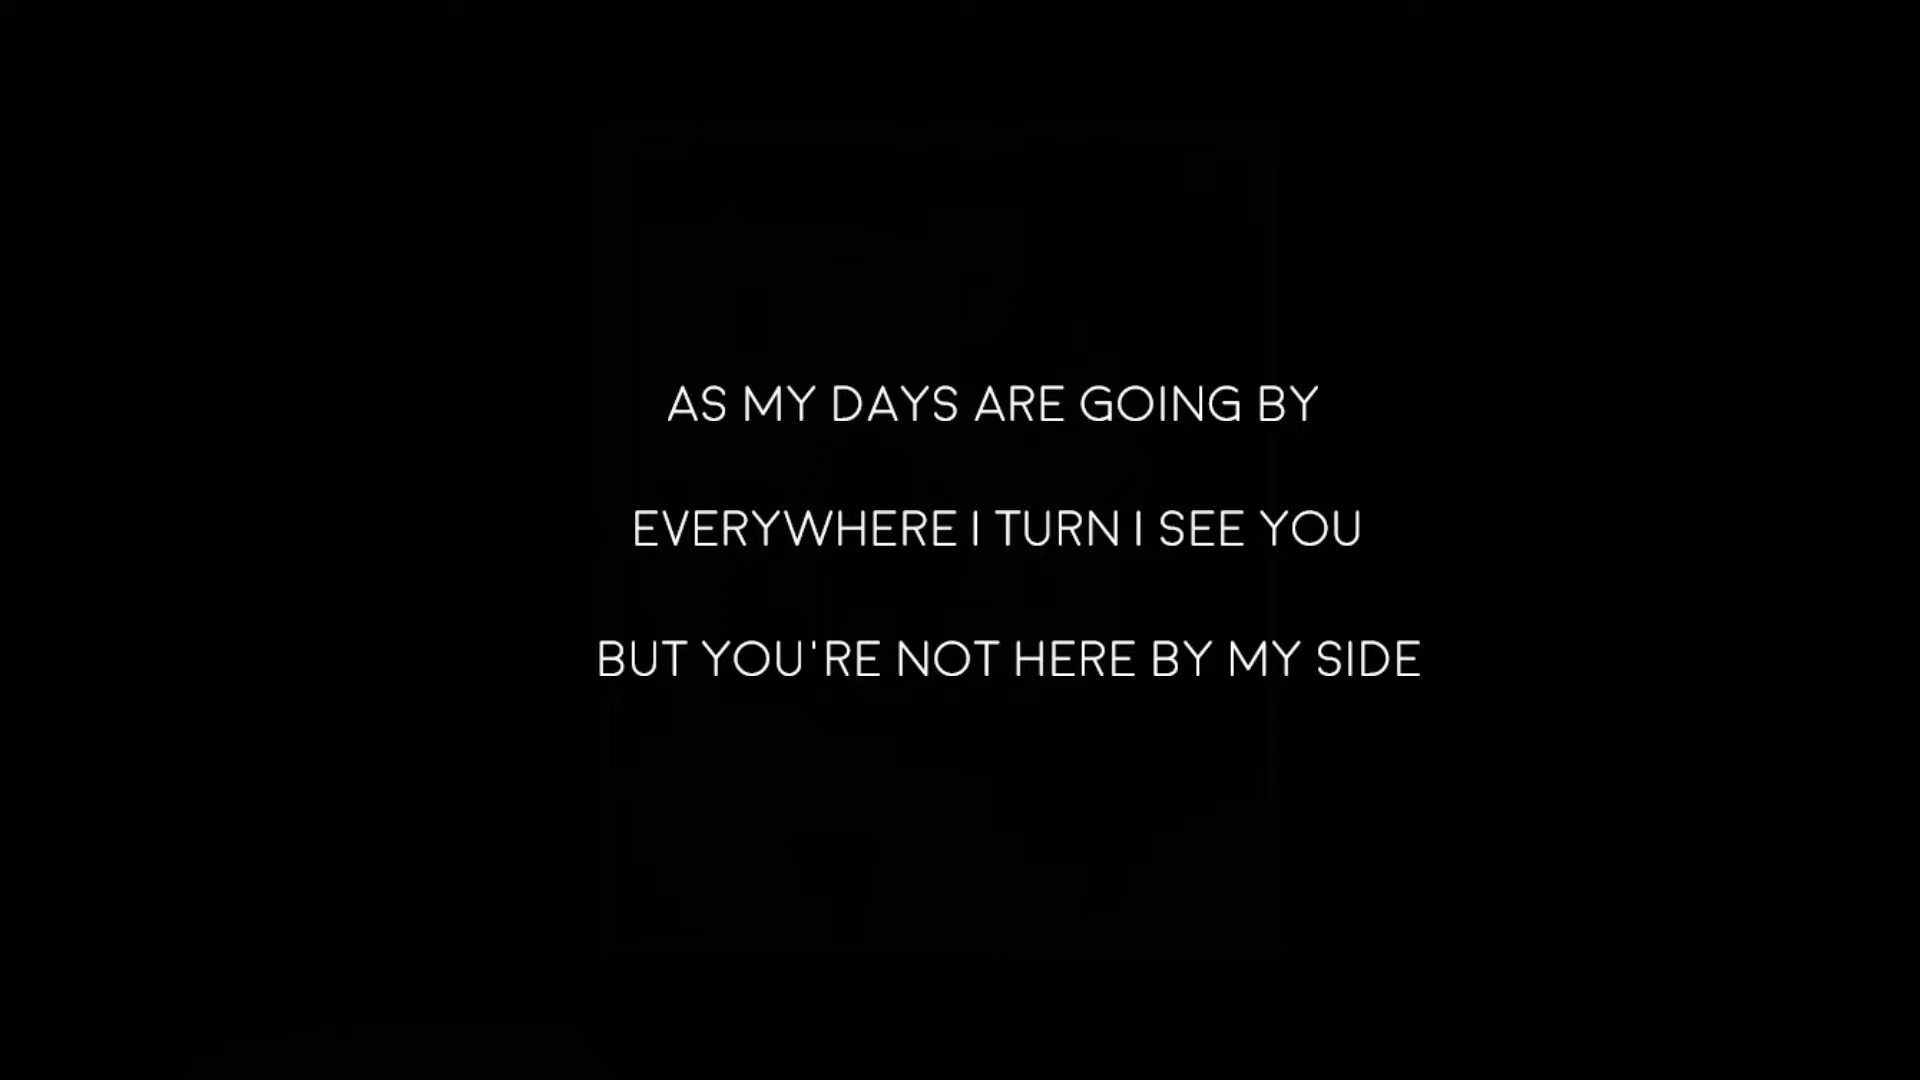 AS MY DAYS ARE GOING BY
EVERYWHERE I TURN I SEE YOU
BUT YOU'RE NOT HERE BY MY SIDE